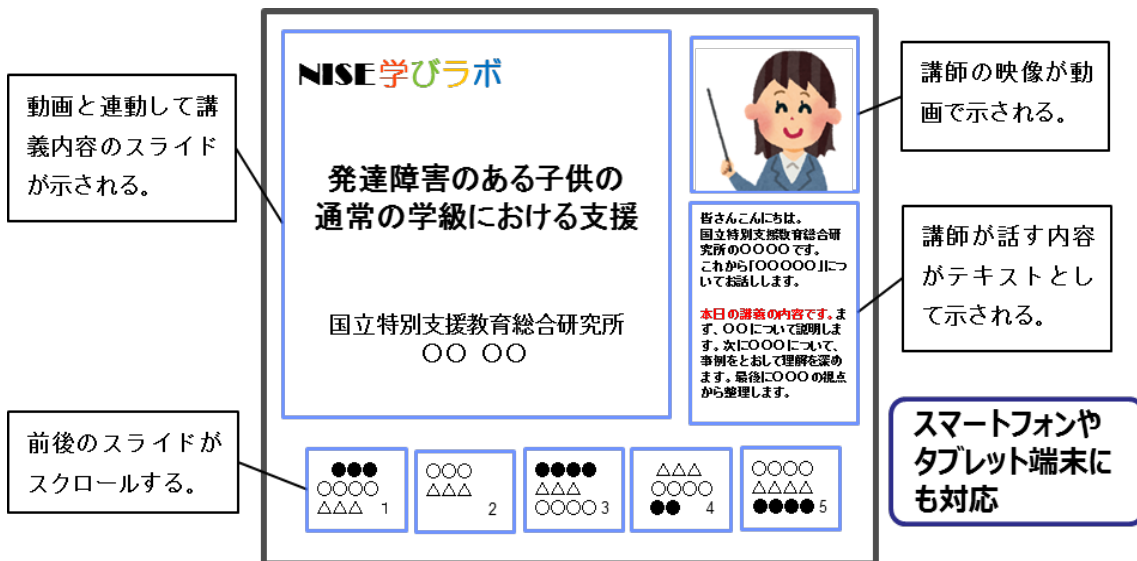 動画と連動して講
義内容のスライド
が示される。
前後のスライドが
スクロールする。
NISE学びラボ
発達障害のある子供の
通常の学級における支援
国立特別支援教育総合研究所
〇〇 〇〇
皆さんこんにちは。
国立特別支援教育総合研
究所の〇〇〇〇です。
これから「〇〇〇〇〇」につ
いてお話しします。
本日の講義の内容です。ま
ず、〇〇について説明しま
す。次に〇〇〇について、
事例をとおして理解を深め
ます。最後に〇〇〇の視点
から整理します。
●●●
〇〇〇〇
△△△ 1
〇〇〇
△△△
2
●●●●
△△△
〇〇〇〇 3
△△△
〇〇〇〇
●● 4
〇〇〇〇
△△△△
●●●● 5
講師の映像が動
画で示される。
講師が話す内容
がテキストとし
て示される。
スマートフォンや
タブレット端末に
も対応